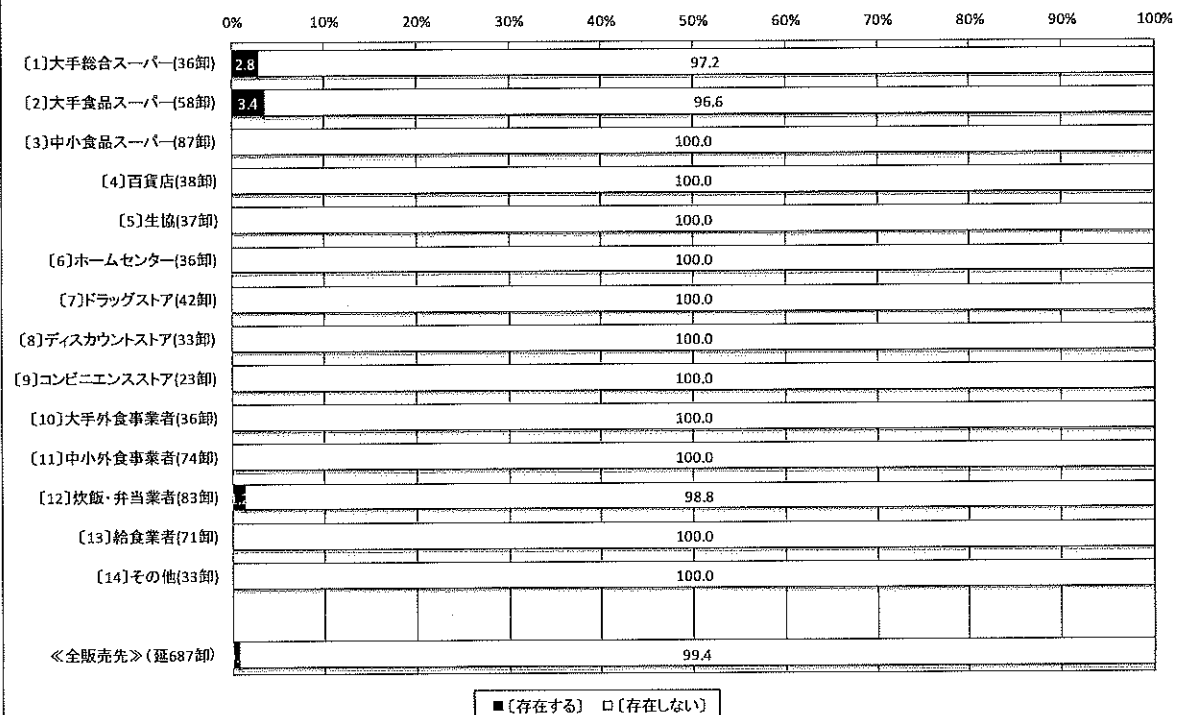 0% 10% 20% 30% 40% 50% 60% 70% 80% 90% 100%
〔1〕大手総合スーパー(36卸) 2.8 97.2
〔2〕大手食品スーパー(58卸) 3.4 96.6
〔3〕中小食品スーパー(87卸) 100.0
〔4〕百貨店(38卸) 100.0
〔5〕生協(37卸) 100.0
〔6〕ホームセンター(36卸) 100.0
〔7〕ドラッグストア(42卸) 100.0
〔8〕ディスカウントストア(33卸) 100.0
〔9〕コンビニエンスストア(23卸) 100.0
〔10〕大手外食事業者(36卸) 100.0
〔11〕中小外食事業者(74卸) 100.0
〔12〕炊飯・弁当業者(83卸) 98.8
〔13〕給食業者(71卸) 100.0
〔14〕その他(33卸) 100.0
≪全販売先≫(延687卸) 99.4
■〔存在する〕 □〔存在しない〕